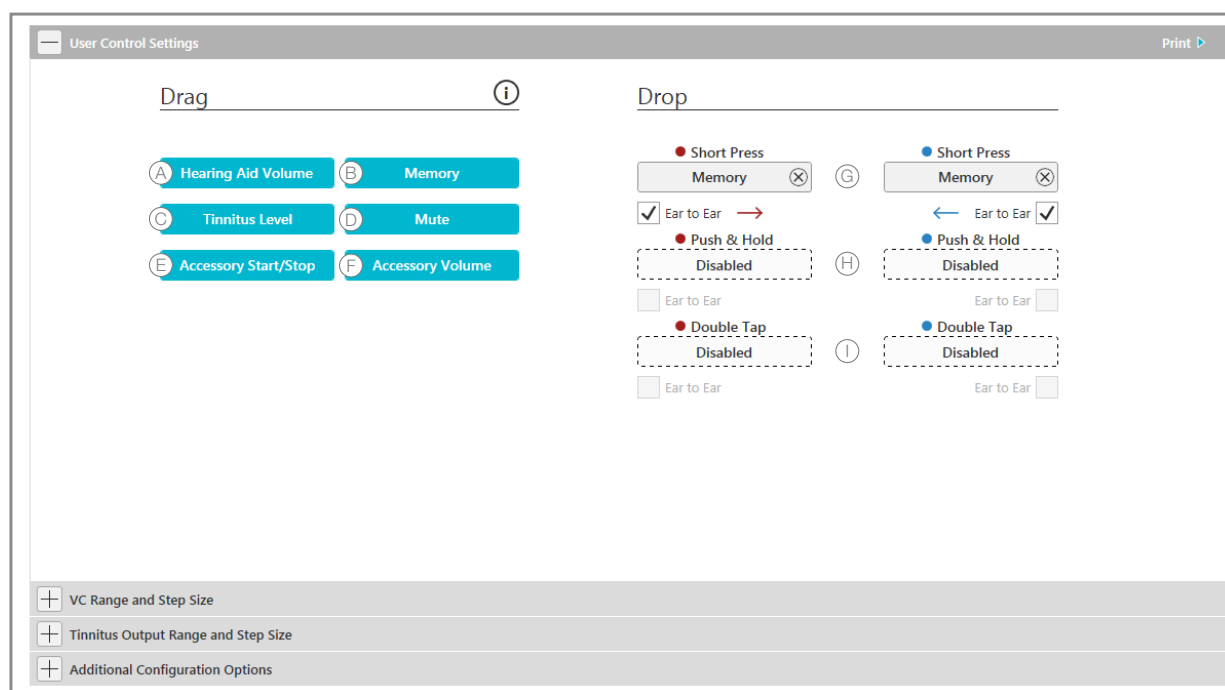 User Control Settings Print
Drag i Drop
Short Press Short Press
A Hearing Aid Volume B Memory Memory G Memory
C Tinnitus Level D Mute Ear to Ear Ear to Ear
Push & Hold Push & Hold
E Accessory Start/Stop F Accessory Volume Disabled H Disabled
Ear to Ear Ear to Ear
Double Tap Double Tap
Disabled I Disabled
Ear to Ear Ear to Ear
VC Range and Step Size
Tinnitus Output Range and Step Size
Additional Configuration Options